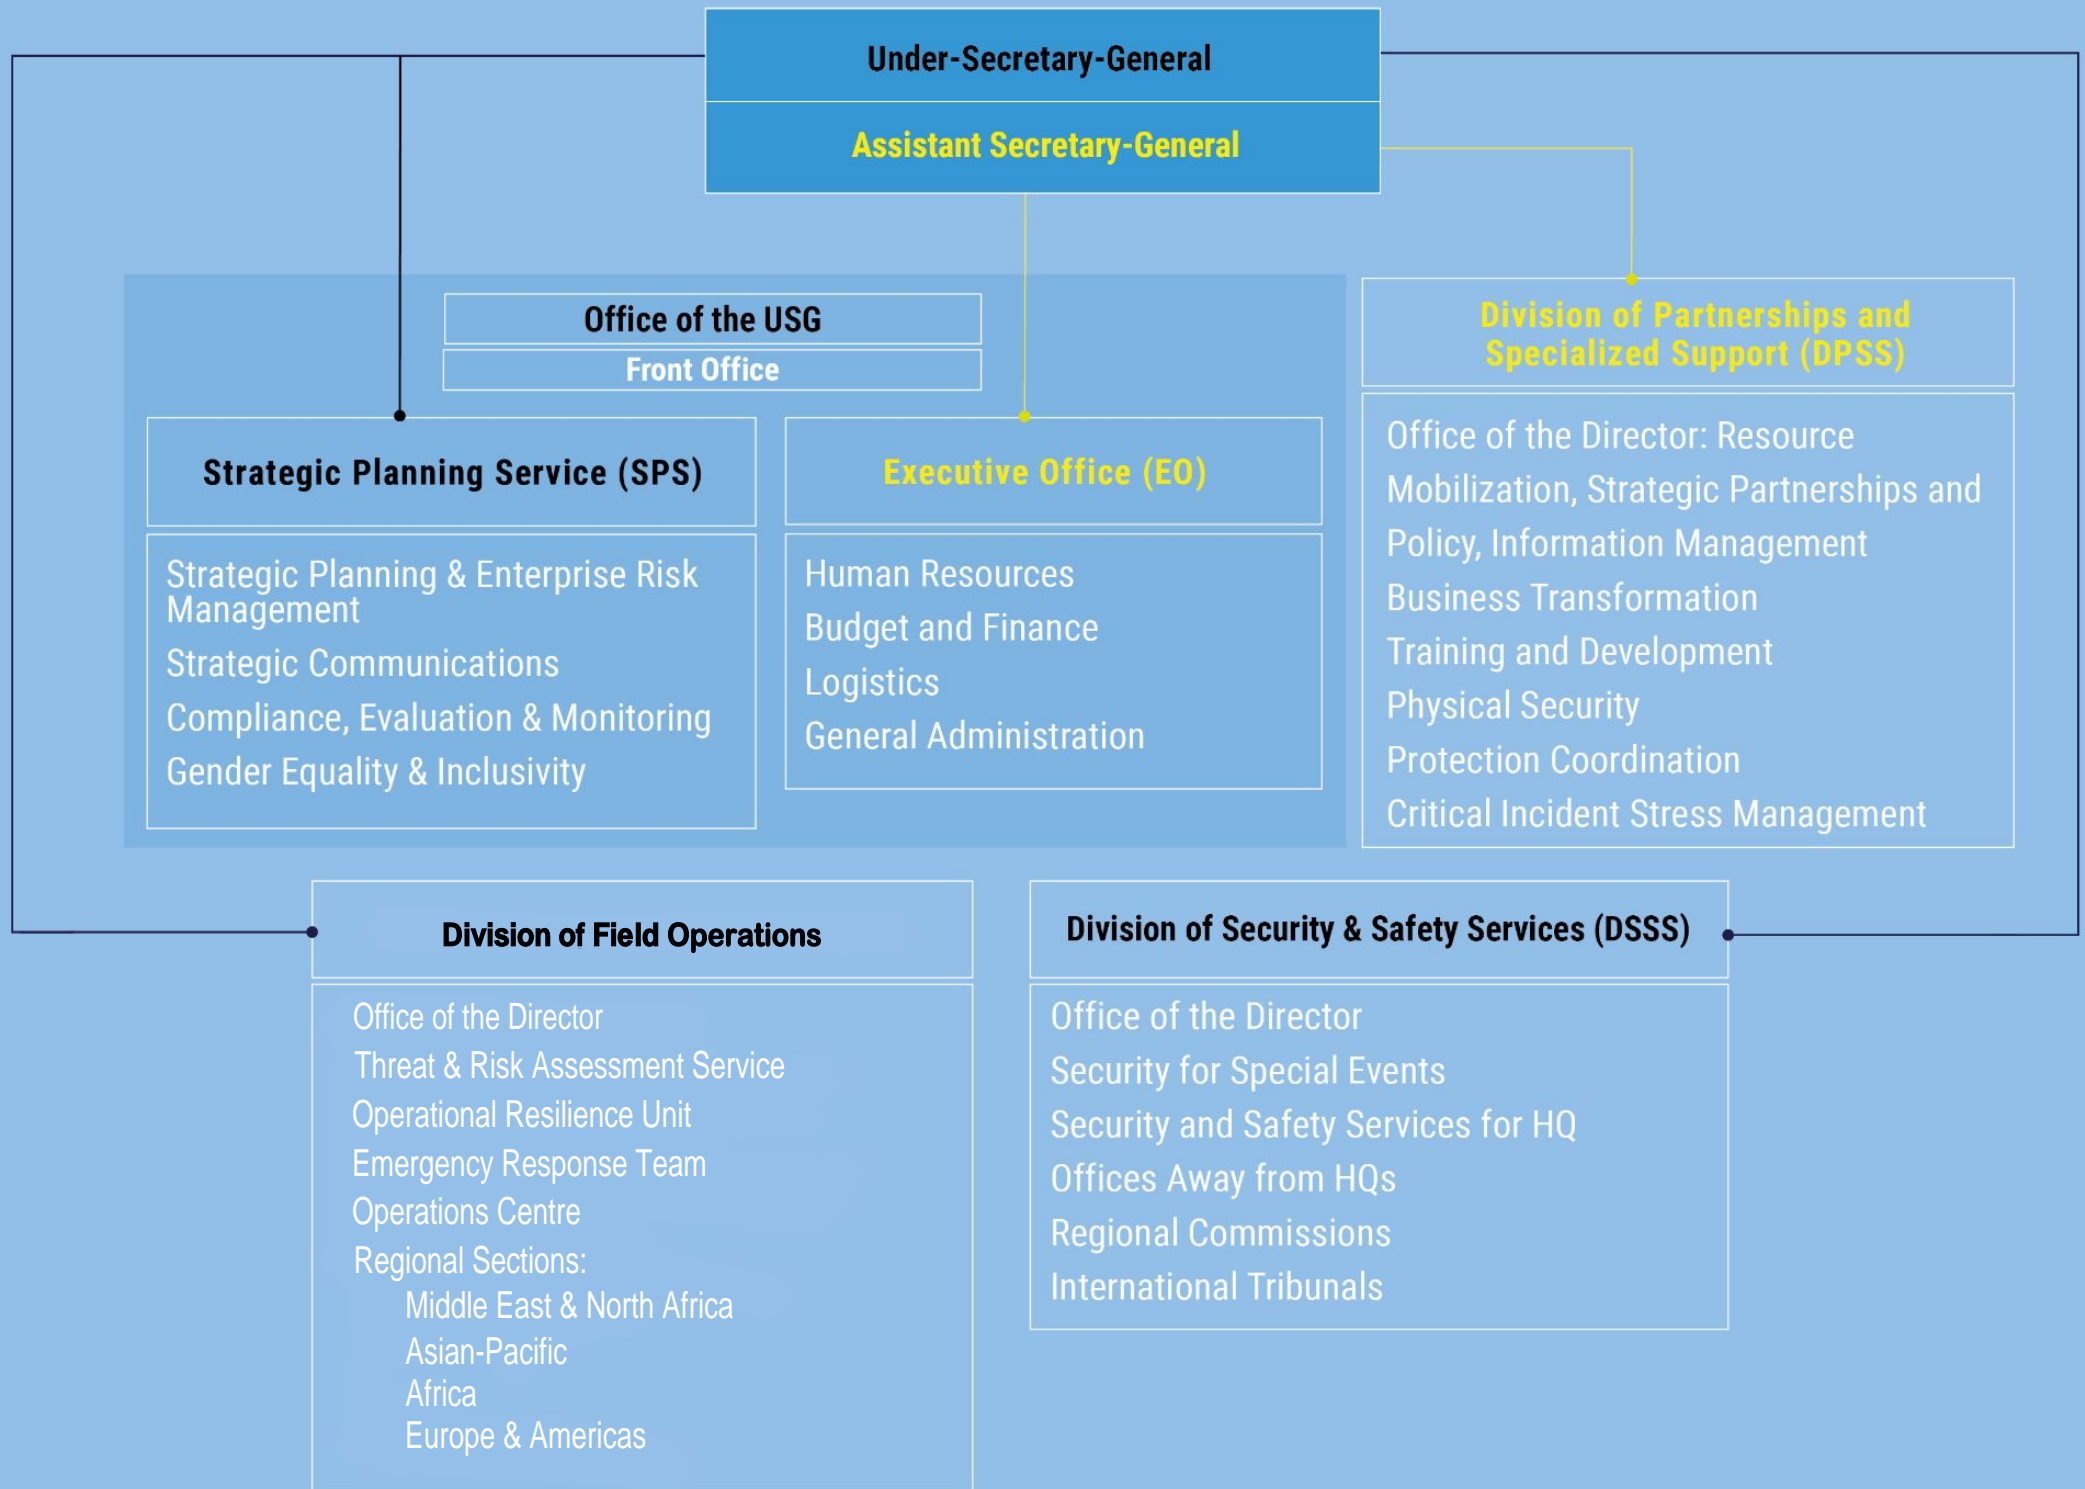 Under-Secretary-General
Assistant Secretary-General
Office of the USG
Front Office
Strategic Planning Service (SPS)
Strategic Planning & Enterprise Risk
Management
Strategic Communications
Compliance, Evaluation & Monitoring
Gender Equality & Inclusivity
Executive Office (EO)
Human Resources
Budget and Finance
Logistics
General Administration
Division of Partnerships and
Specialized Support (DPSS)
Office of the Director: Resource
Mobilization, Strategic Partnerships and
Policy, Information Management
Business Transformation
Training and Development
Physical Security
Protection Coordination
Critical Incident Stress Management
Division of Field Operations
Office of the Director
Threat & Risk Assessment Service
Operational Resilience Unit
Emergency Response Team
Operations Centre
Regional Sections:
Middle East & North Africa
Asian-Pacific
Africa
Europe & Americas
Division of Security & Safety Services (DSSS)
Office of the Director
Security for Special Events
Security and Safety Services for HQ
Offices Away from HQs
Regional Commissions
International Tribunals